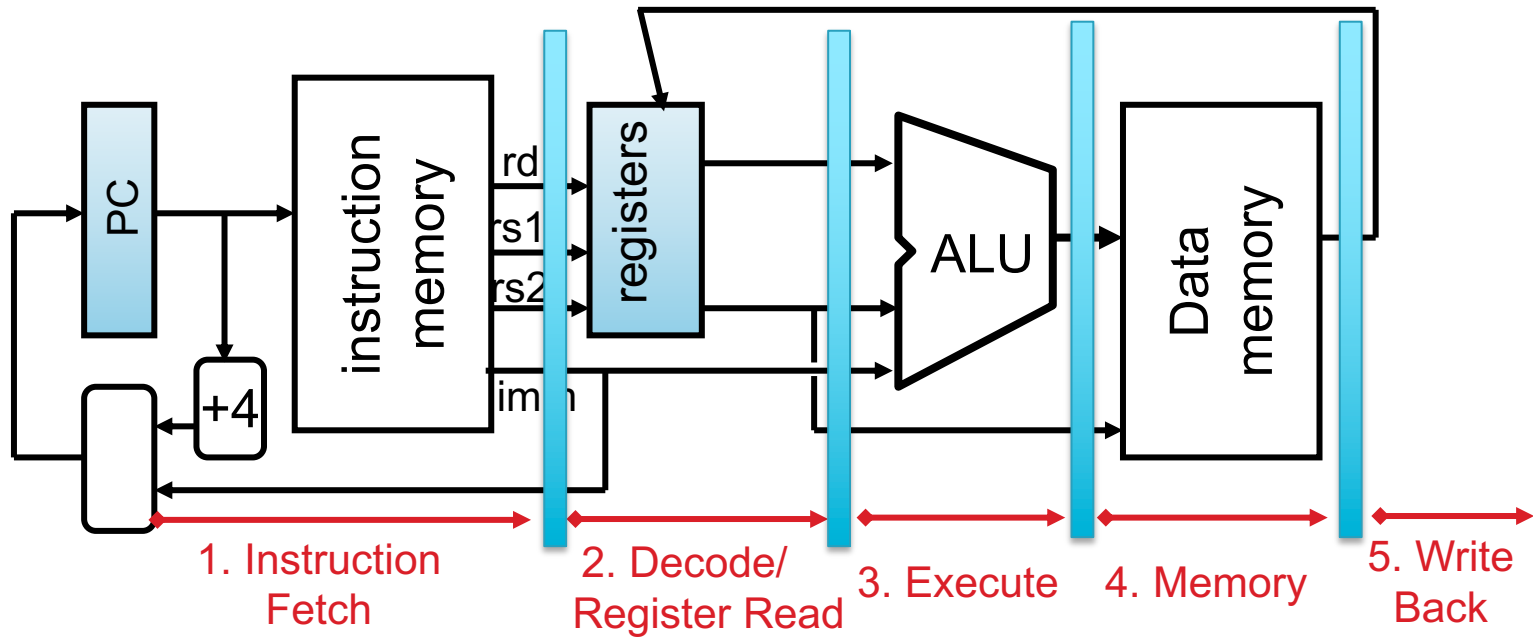 PC
+4
instruction
memory
rd
rs1
rs2
imm
registers
ALU
Data
memory
1. Instruction
Fetch
2. Decode/
Register Read
3. Execute
4. Memory
5. Write
Back